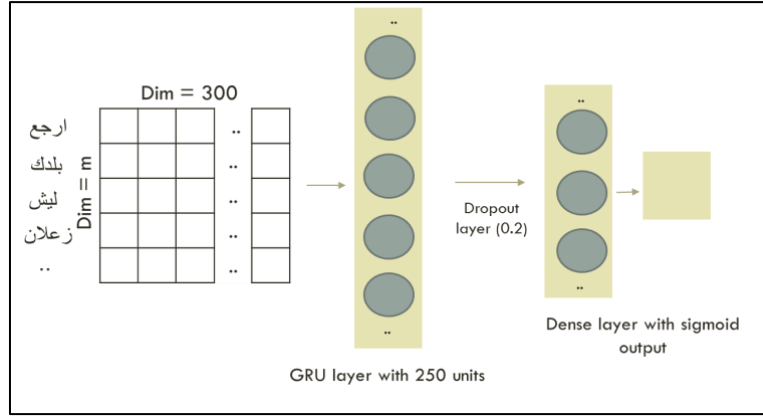 Dim = 300
Dim = m
ارجع
بلدك
ليش
زعلان
..
..
..
..
..
..
..
..
GRU layer with 250 units
Dropout
layer (0.2)
..
..
Dense layer with sigmoid
output